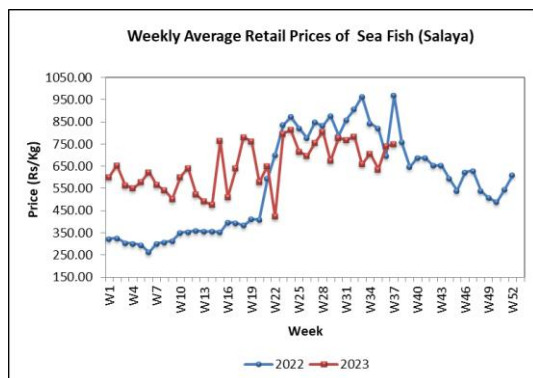 Weekly Average Retail Prices of Sea Fish (Salaya)
Price (Rs/Kg)
1050.00
950.00
850.00
750.00
650.00
550.00
450.00
350.00
250.00
150.00
W1 W4 W7 W10 W13 W16 W19 W22 W25 W28 W31 W34 W37 W40 W43 W46 W49 W52
Week
2022 2023